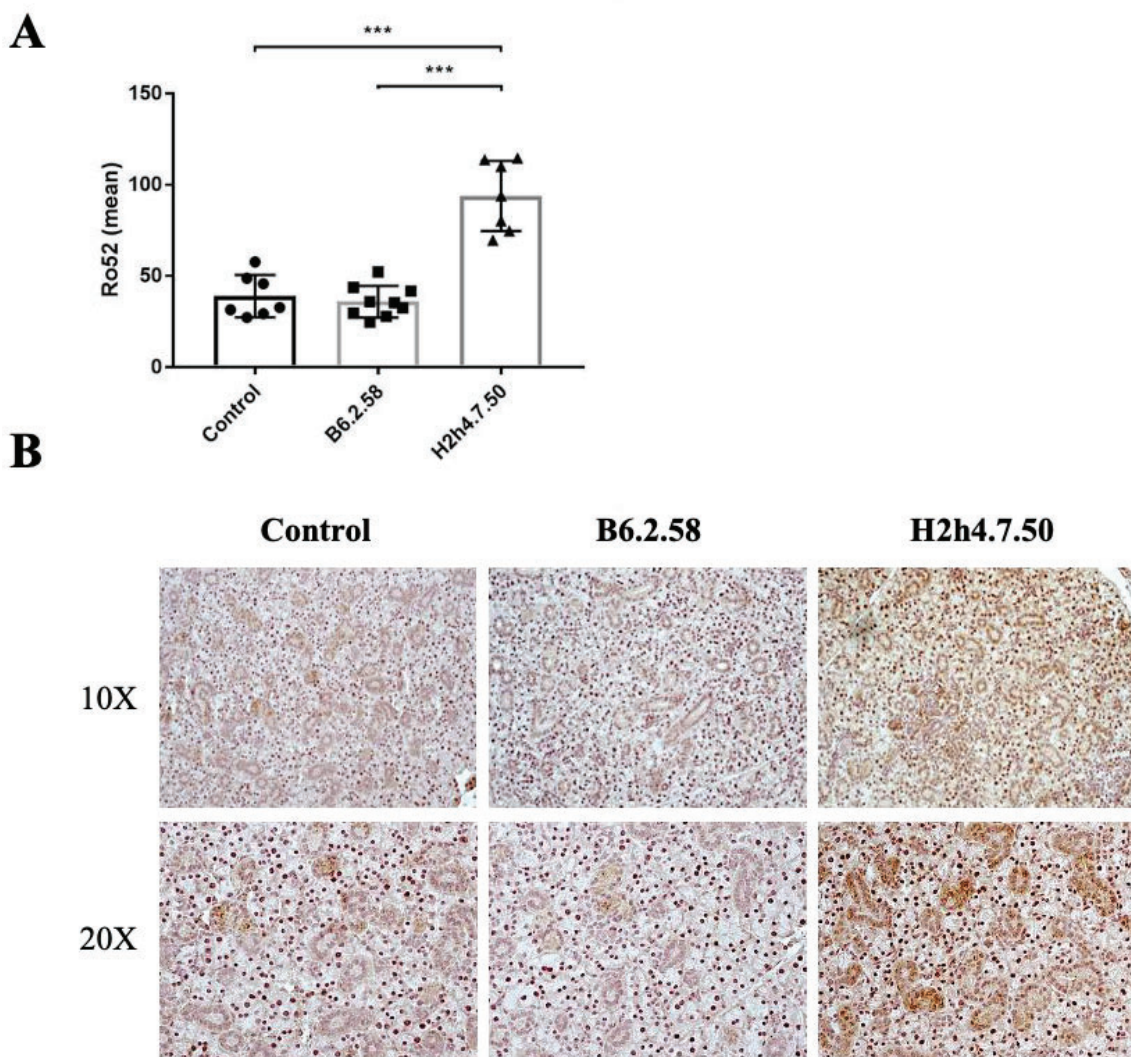 A
***
***
150
100
50
0
Ro52 (mean)
Control
B6.2.58
H2h4.7.50
B
Control B6.2.58 H2h4.7.50
10X
20X